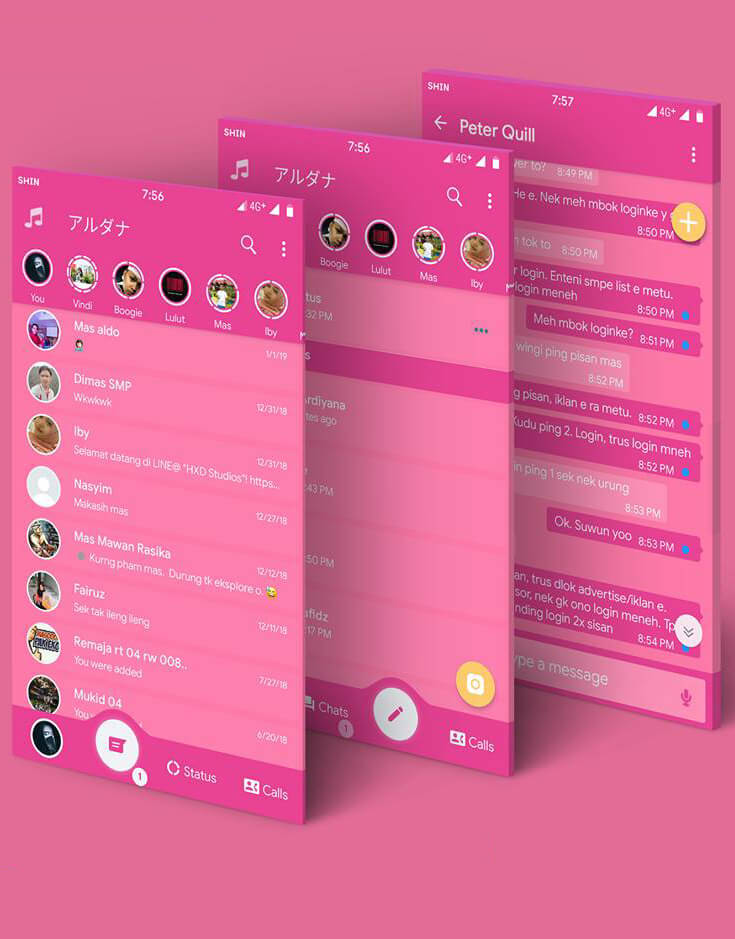 SHIN
7:56
4G+
アルダナ
You
Vindi
Boogie
Lulut
Mas
Iby
Mas aldo
1/1/19
Dimas SMP
Wkwkwk
12/31/18
Iby
Selamat datang di LINE@ "HXD Studios"! https...
12/31/18
Nasyim
Makasih mas
12/27/18
Mas Mawan Rasika
Kurng pham mas. Durung tk eksplore o. 😅
12/12/18
Fairuz
Sek tak ileng ileng
12/11/18
Remaja rt 04 rw 008..
You were added
7/27/18
Mukid 04
6/20/18
1
Status
Calls
SHIN
7:56
4G+
アルダナ
Boogie
Lulut
Mas
Iby
tus
:32 PM
s
rdiyana
tes ago
:43 PM
:50 PM
afidz
:17 PM
Chats
1
Calls
SHIN
7:57
4G+
Peter Quill
ver to? 8:49 PM
He e. Nek meh mbok loginke y
8:50 PM
n tok to 8:50 PM
r login. Enteni smpe list e metu.
login meneh
8:50 PM
Meh mbok loginke? 8:51 PM
wingi ping pisan mas
8:52 PM
g pisan, iklan e ra metu. 8:52 PM
Kudu ping 2. Login, trus login mneh
8:52 PM
in ping 1 sek nek urung
8:53 PM
Ok. Suwun yoo 8:53 PM
an, trus dlok advertise/iklan e.
sor, nek gk ono login meneh. Tp
nding login 2x sisan
8:54 PM
ype a message